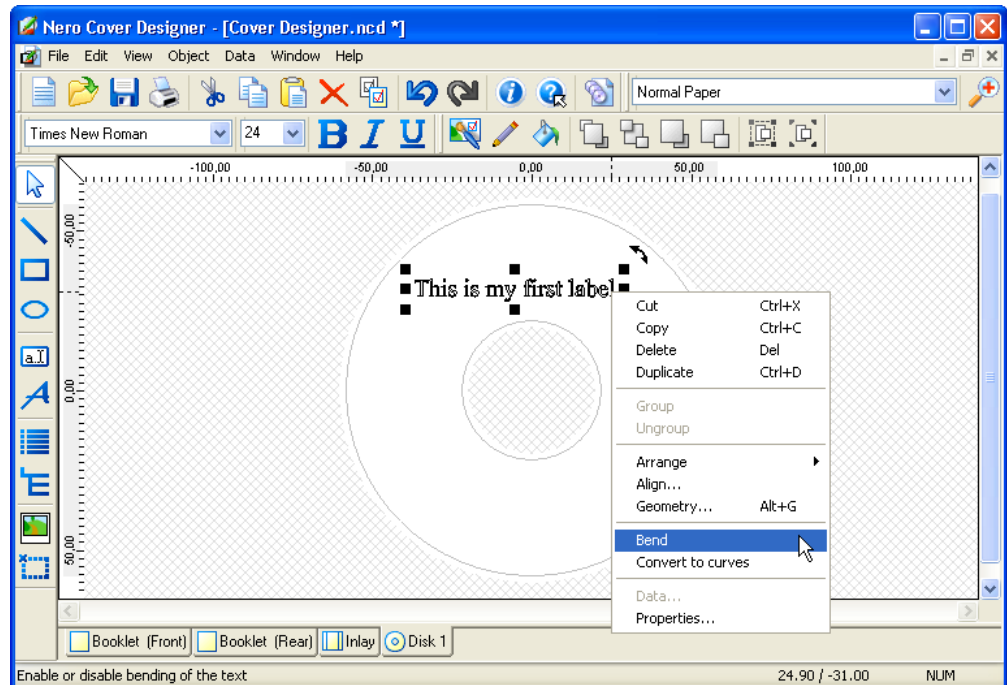 Nero Cover Designer - [Cover Designer.ncd *]
File Edit View Object Data Window Help
Normal Paper
Times New Roman 24 B I U
-100,00 -50,00 0,00 50,00 100,00
-50,00
0,00
50,00
a.I
A
This is my first label
Cut Ctrl+X
Copy Ctrl+C
Delete Del
Duplicate Ctrl+D
Group
Ungroup
Arrange
Align...
Geometry... Alt+G
Bend
Convert to curves
Data...
Properties...
Booklet (Front) Booklet (Rear) Inlay Disk 1
Enable or disable bending of the text 24.90 / -31.00 NUM